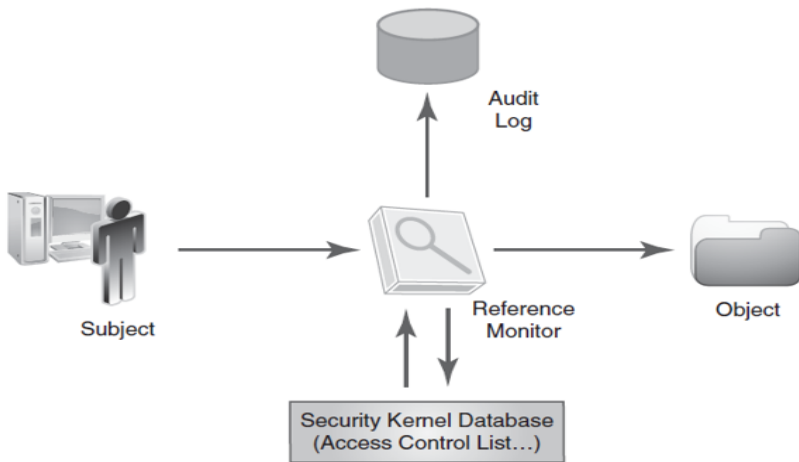 Audit
Log
Subject
Reference
Monitor
Object
Security Kernel Database
(Access Control List...)